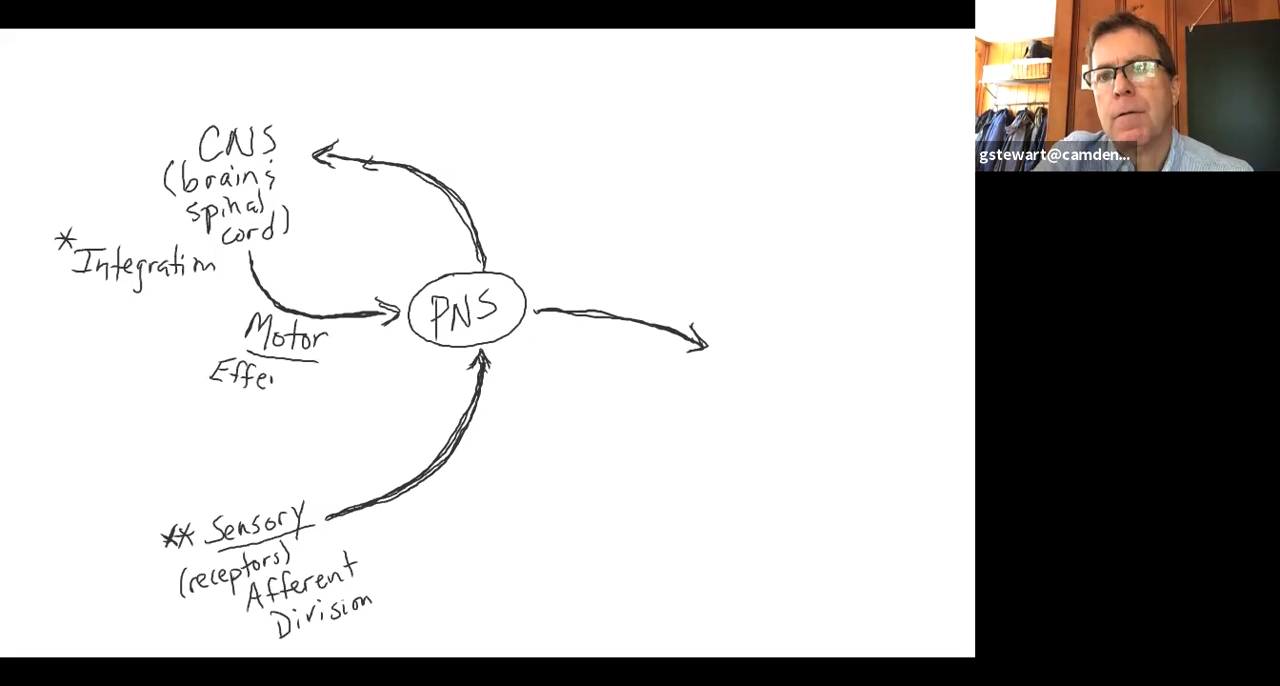 CNS
(brain &
spinal
cord)
* Integration
PNS
Motor
Effe
** Sensory
(receptors)
Afferent
Division
gstewart@camden...